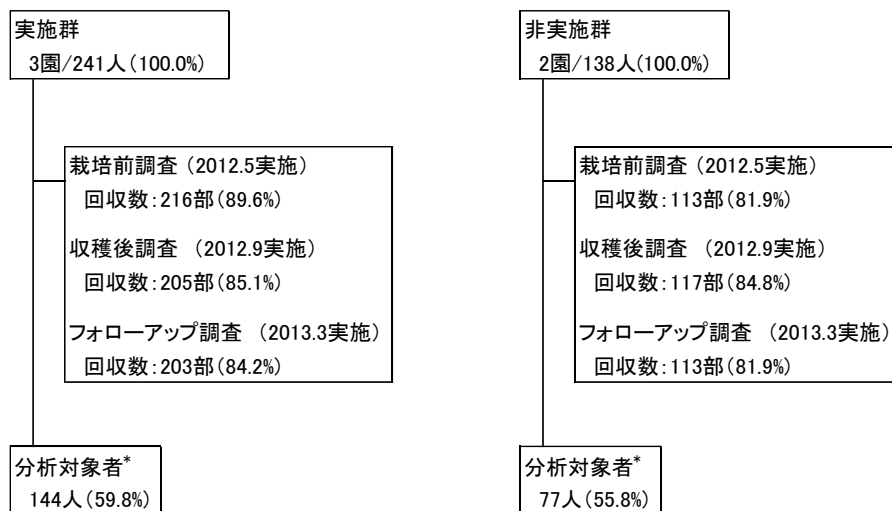 実施群
3園/241人(100.0%)
栽培前調査 (2012.5実施)
回収数:216部(89.6%)
収穫後調査 (2012.9実施)
回収数:205部(85.1%)
フォローアップ調査 (2013.3実施)
回収数:203部(84.2%)
分析対象者*
144人(59.8%)
非実施群
2園/138人(100.0%)
栽培前調査 (2012.5実施)
回収数:113部(81.9%)
収穫後調査 (2012.9実施)
回収数:117部(84.8%)
フォローアップ調査 (2013.3実施)
回収数:113部(81.9%)
分析対象者*
77人(55.8%)